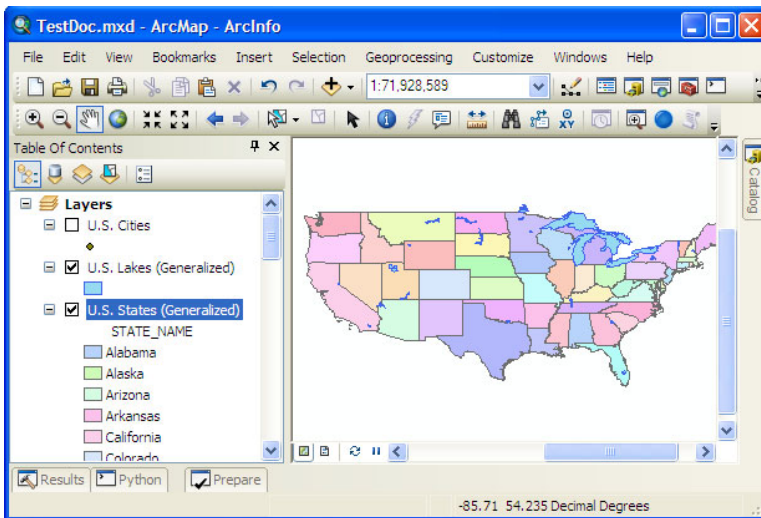 TestDoc.mxd - ArcMap - ArcInfo
File Edit View Bookmarks Insert Selection Geoprocessing Customize Windows Help
1:71,928,589
XY
Table Of Contents
Catalog
Layers
U.S. Cities
U.S. Lakes (Generalized)
U.S. States (Generalized)
STATE_NAME
Alabama
Alaska
Arizona
Arkansas
California
Colorado
Results Python Prepare
-85.71 54.235 Decimal Degrees